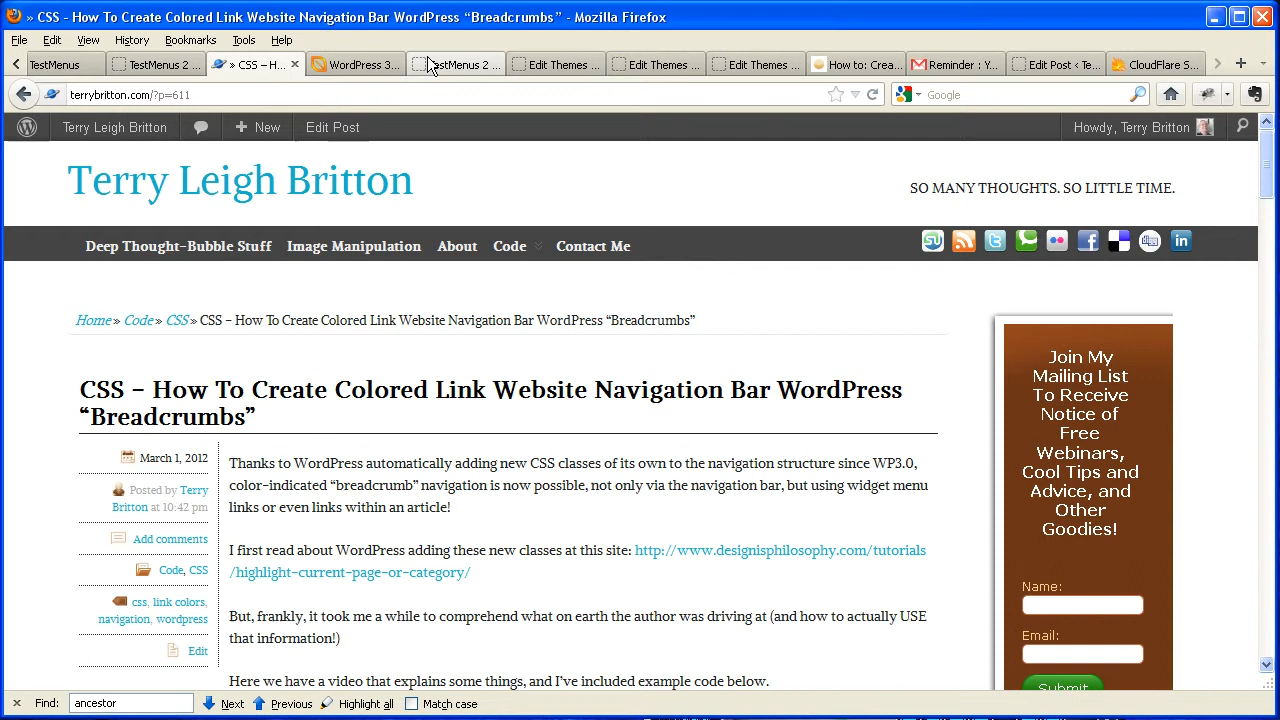 » CSS - How To Create Colored Link Website Navigation Bar WordPress “Breadcrumbs” - Mozilla Firefox
File Edit View History Bookmarks Tools Help
TestMenus TestMenus 2 ... » CSS – H... WordPress 3... TestMenus 2 ... Edit Themes ... Edit Themes ... Edit Themes ... How to: Crea... Reminder : Y... Edit Post ‹ Te... CloudFlare S...
terrybritton.com/?p=611 Google
Terry Leigh Britton + New Edit Post Howdy, Terry Britton
Terry Leigh Britton
SO MANY THOUGHTS. SO LITTLE TIME.
Deep Thought-Bubble Stuff Image Manipulation About Code Contact Me
Home » Code » CSS » CSS – How To Create Colored Link Website Navigation Bar WordPress “Breadcrumbs”
CSS – How To Create Colored Link Website Navigation Bar WordPress
“Breadcrumbs”
March 1, 2012
Posted by Terry
Britton at 10:42 pm
Add comments
Code, CSS
css, link colors,
navigation, wordpress
Edit
Thanks to WordPress automatically adding new CSS classes of its own to the navigation structure since WP3.0,
color-indicated “breadcrumb” navigation is now possible, not only via the navigation bar, but using widget menu
links or even links within an article!
I first read about WordPress adding these new classes at this site: http://www.designisphilosophy.com/tutorials
/highlight-current-page-or-category/
But, frankly, it took me a while to comprehend what on earth the author was driving at (and how to actually USE
that information!)
Here we have a video that explains some things, and I've included example code below.
Join My
Mailing List
To Receive
Notice of
Free
Webinars,
Cool Tips and
Advice, and
Other
Goodies!
Name:
Email:
Submit
Find: ancestor Next Previous Highlight all Match case